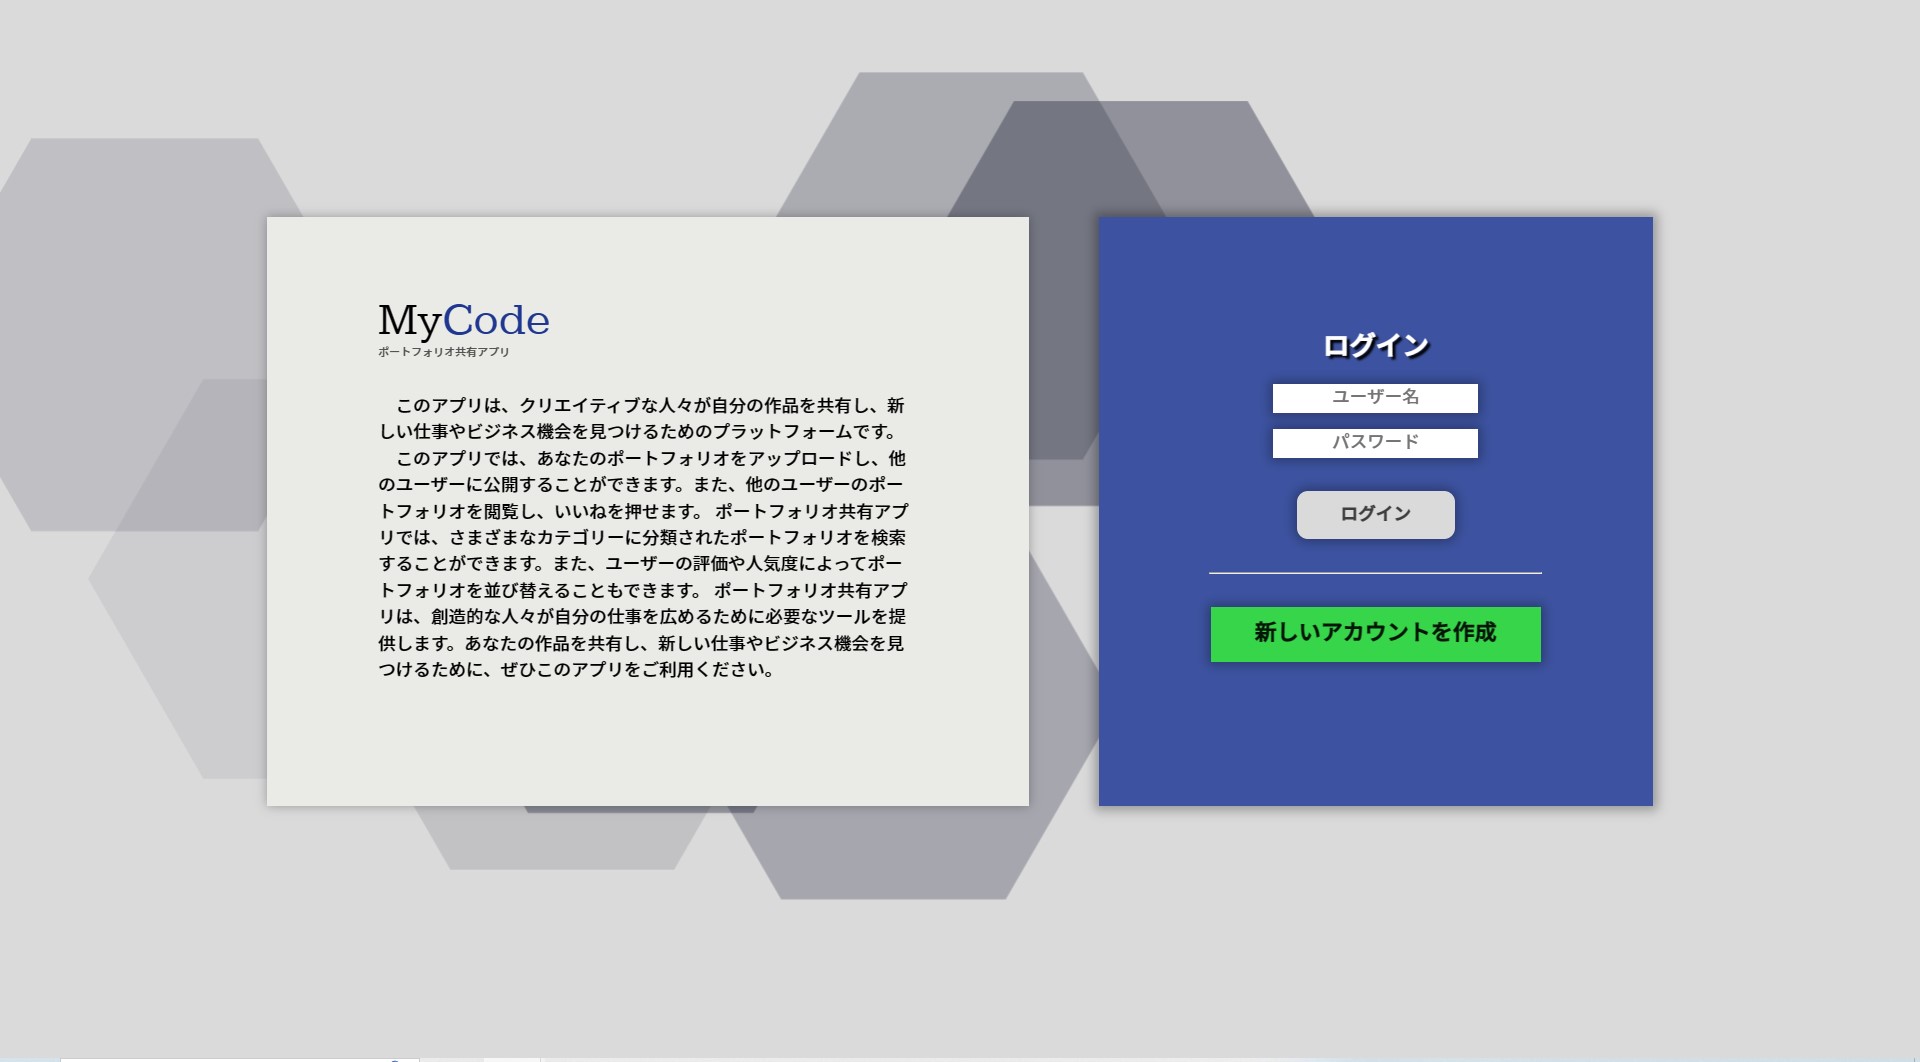 MyCode
ポートフォリオ共有アプリ
　このアプリは、クリエイティブな人々が自分の作品を共有し、新
しい仕事やビジネス機会を見つけるためのプラットフォームです。
　このアプリでは、あなたのポートフォリオをアップロードし、他
のユーザーに公開することができます。また、他のユーザーのポー
トフォリオを閲覧し、いいねを押せます。 ポートフォリオ共有アプ
リでは、さまざまなカテゴリーに分類されたポートフォリオを検索
することができます。また、ユーザーの評価や人気度によってポー
トフォリオを並び替えることもできます。 ポートフォリオ共有アプ
リは、創造的な人々が自分の仕事を広めるために必要なツールを提
供します。あなたの作品を共有し、新しい仕事やビジネス機会を見
つけるために、ぜひこのアプリをご利用ください。
ログイン
ユーザー名
パスワード
ログイン
新しいアカウントを作成